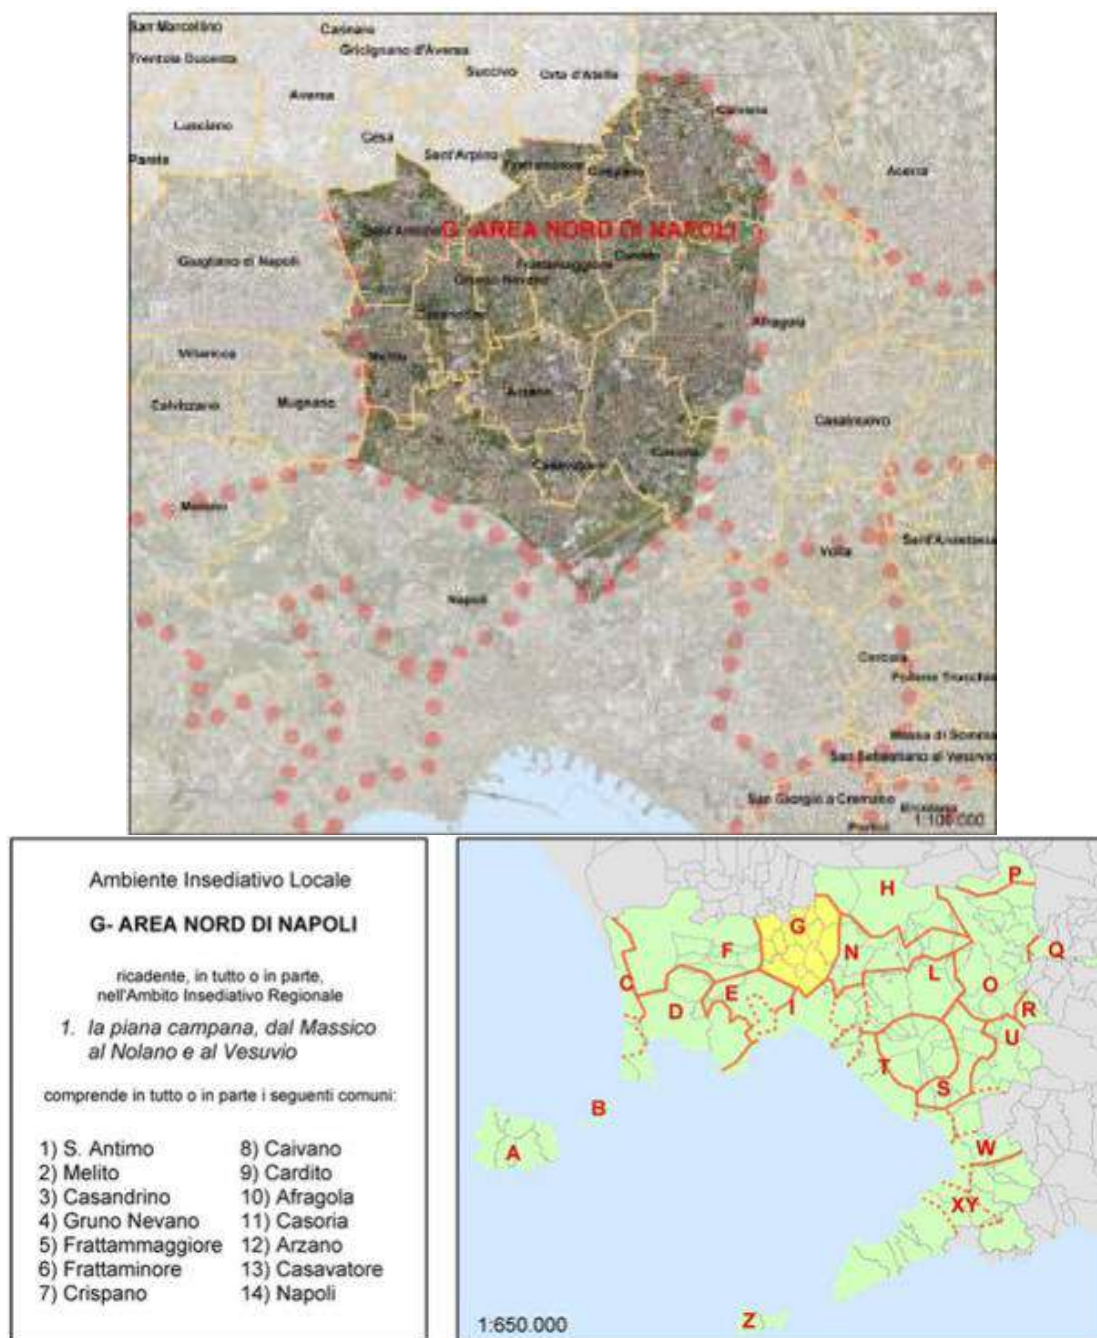 San Marcellino
Carinaro
Gricignano d'Aversa
Trentola Ducenta
Succivo
Orta d'Atella
Aversa
Caivano
Lusciano
Cesa
Sant'Arpino
Parete
Frattaminore
Crispano
Acerra
Sant'Antimo
G -AREA NORD DI NAPOLI
Cardito
Giugliano di Napoli
Frattamaggiore
Grumo Nevano
Casandrino
Afragola
Villaricca
Melito
Calvizzano
Mugnano
Arzano
Casalnuovo
Casoria
Casavatore
Marano
Volla
Sant'Anastasia
Napoli
Cercola
Pollena Trocchia
Massa di Somma
San Sebastiano al Vesuvio
San Giorgio a Cremano
Ercolano
Portici
1:100.000
Ambiente Insediativo Locale
G- AREA NORD DI NAPOLI
ricadente, in tutto o in parte,
nell'Ambito Insediativo Regionale
1. la piana campana, dal Massico
al Nolano e al Vesuvio
comprende in tutto o in parte i seguenti comuni:
1) S. Antimo
2) Melito
3) Casandrino
4) Gruno Nevano
5) Frattammaggiore
6) Frattaminore
7) Crispano
8) Caivano
9) Cardito
10) Afragola
11) Casoria
12) Arzano
13) Casavatore
14) Napoli
P
H
G
F
N
Q
C
L
O
E
D
I
R
U
T
S
B
A
W
XY
Z
1:650.000